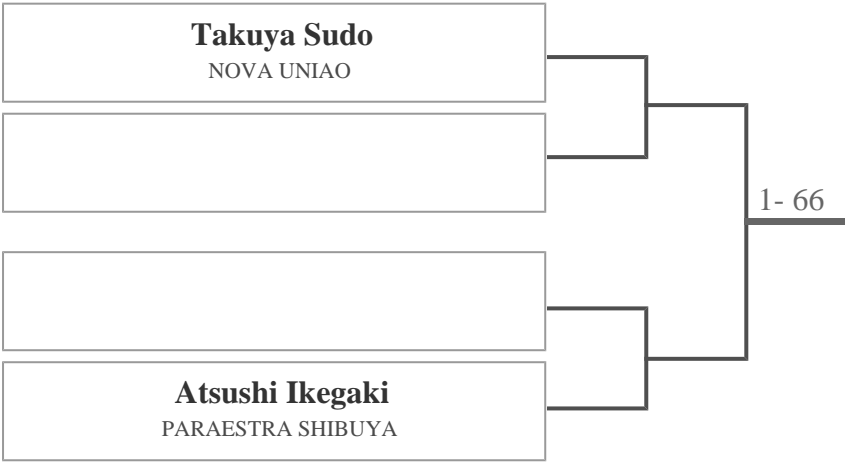 Takuya Sudo
NOVA UNIAO
1- 66
Atsushi Ikegaki
PARAESTRA SHIBUYA